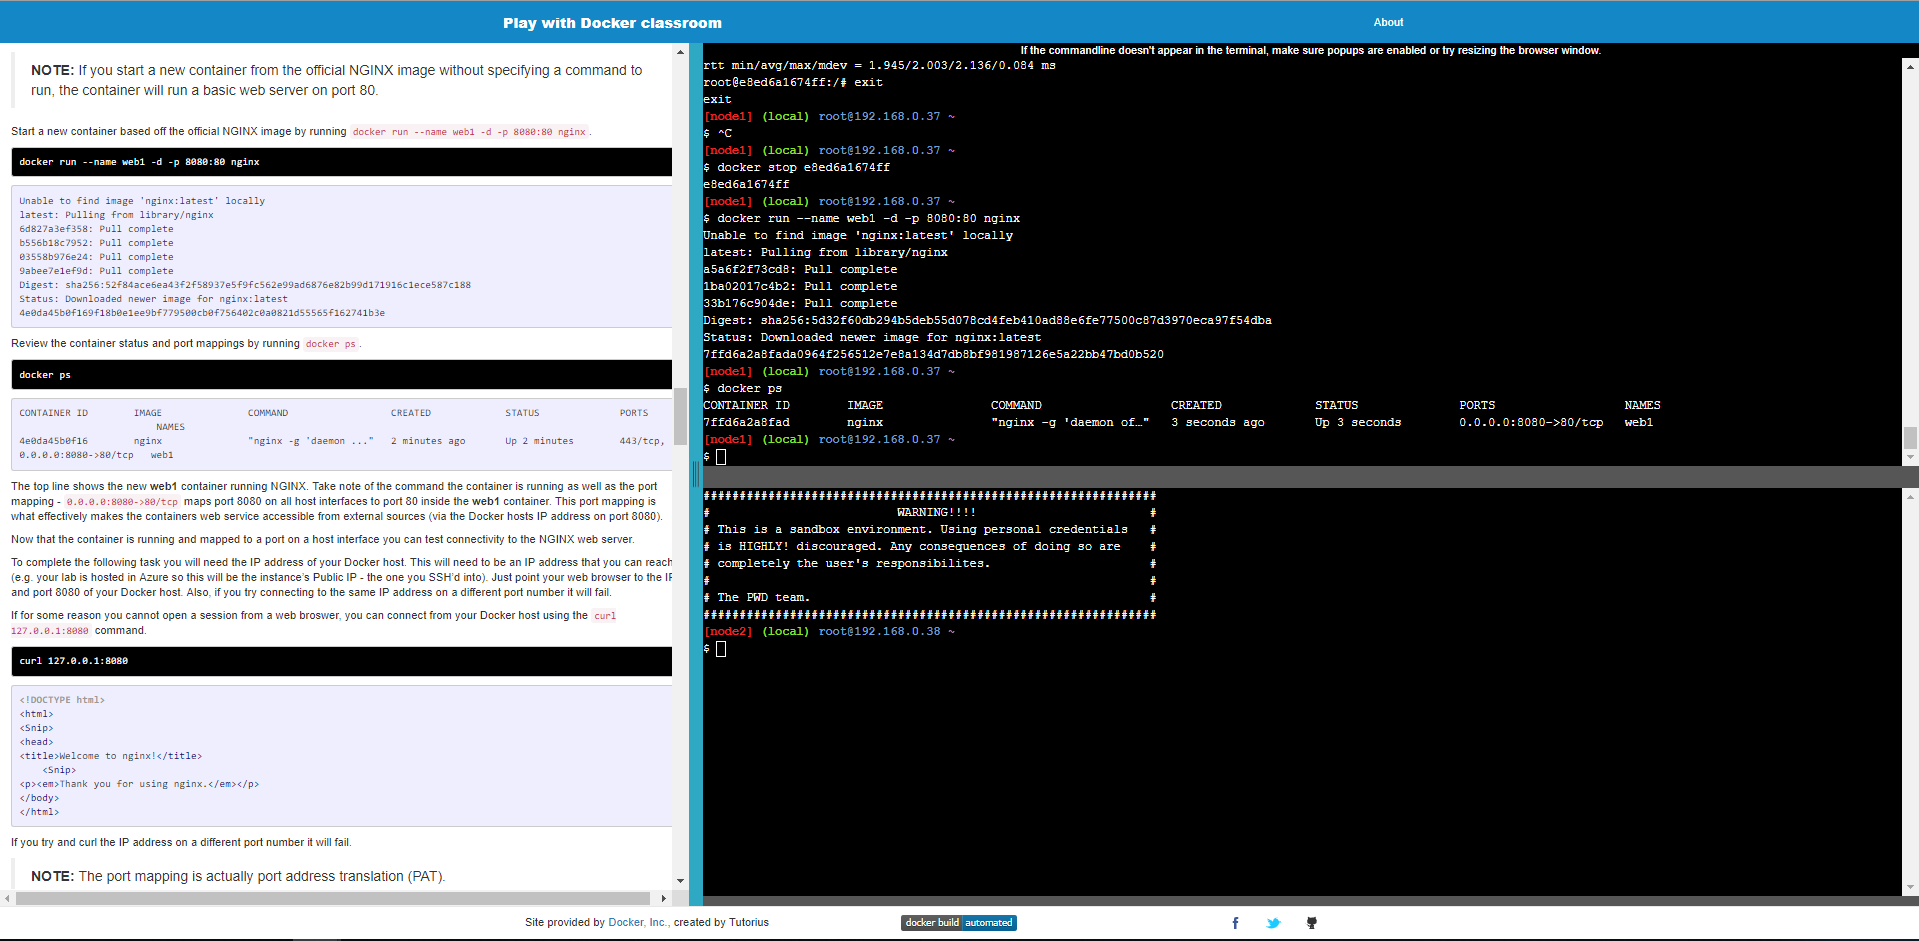 Play with Docker classroom
About
NOTE: If you start a new container from the official NGINX image without specifying a command to
run, the container will run a basic web server on port 80.
Start a new container based off the official NGINX image by running docker run --name web1 -d -p 8080:80 nginx .
docker run --name web1 -d -p 8080:80 nginx
Unable to find image 'nginx:latest' locally
latest: Pulling from library/nginx
6d827a3ef358: Pull complete
b556b18c7952: Pull complete
03558b976e24: Pull complete
9abee7e1ef9d: Pull complete
Digest: sha256:52f84ace6ea43f2f58937e5f9fc562e99ad6876e82b99d171916c1ece587c188
Status: Downloaded newer image for nginx:latest
4e0da45b0f169f18b0e1ee9bf779500cb0f756402c0a0821d55565f162741b3e
Review the container status and port mappings by running docker ps .
docker ps
CONTAINER ID IMAGE COMMAND CREATED STATUS PORTS
NAMES
4e0da45b0f16 nginx "nginx -g 'daemon ..." 2 minutes ago Up 2 minutes 443/tcp,
0.0.0.0:8080->80/tcp web1
The top line shows the new web1 container running NGINX. Take note of the command the container is running as well as the port
mapping - 0.0.0.0:8080->80/tcp maps port 8080 on all host interfaces to port 80 inside the web1 container. This port mapping is
what effectively makes the containers web service accessible from external sources (via the Docker hosts IP address on port 8080).
Now that the container is running and mapped to a port on a host interface you can test connectivity to the NGINX web server.
To complete the following task you will need the IP address of your Docker host. This will need to be an IP address that you can reach
(e.g. your lab is hosted in Azure so this will be the instance's Public IP - the one you SSH'd into). Just point your web browser to the IP
and port 8080 of your Docker host. Also, if you try connecting to the same IP address on a different port number it will fail.
If for some reason you cannot open a session from a web broswer, you can connect from your Docker host using the curl
127.0.0.1:8080 command.
curl 127.0.0.1:8080
<!DOCTYPE html>
<html>
<Snip>
<head>
<title>Welcome to nginx!</title>
<Snip>
<p><em>Thank you for using nginx.</em></p>
</body>
</html>
If you try and curl the IP address on a different port number it will fail.
NOTE: The port mapping is actually port address translation (PAT).
If the commandline doesn't appear in the terminal, make sure popups are enabled or try resizing the browser window.
rtt min/avg/max/mdev = 1.945/2.003/2.136/0.084 ms
root@e8ed6a1674ff:/# exit
exit
[node1] (local) root@192.168.0.37 ~
$ ^C
[node1] (local) root@192.168.0.37 ~
$ docker stop e8ed6a1674ff
e8ed6a1674ff
[node1] (local) root@192.168.0.37 ~
$ docker run --name web1 -d -p 8080:80 nginx
Unable to find image 'nginx:latest' locally
latest: Pulling from library/nginx
a5a6f2f73cd8: Pull complete
1ba02017c4b2: Pull complete
33b176c904de: Pull complete
Digest: sha256:5d32f60db294b5deb55d078cd4feb410ad88e6fe77500c87d3970eca97f54dba
Status: Downloaded newer image for nginx:latest
7ffd6a2a8fada0964f256512e7e8a134d7db8bf981987126e5a22bb47bd0b520
[node1] (local) root@192.168.0.37 ~
$ docker ps
CONTAINER ID IMAGE COMMAND CREATED STATUS PORTS NAMES
7ffd6a2a8fad nginx "nginx -g 'daemon of…" 3 seconds ago Up 3 seconds 0.0.0.0:8080->80/tcp web1
[node1] (local) root@192.168.0.37 ~
$
###############################################################
# WARNING!!!! #
# This is a sandbox environment. Using personal credentials #
# is HIGHLY! discouraged. Any consequences of doing so are #
# completely the user's responsibilites. #
# #
# The PWD team. #
###############################################################
[node2] (local) root@192.168.0.38 ~
$
Site provided by Docker, Inc., created by Tutorius
docker build automated